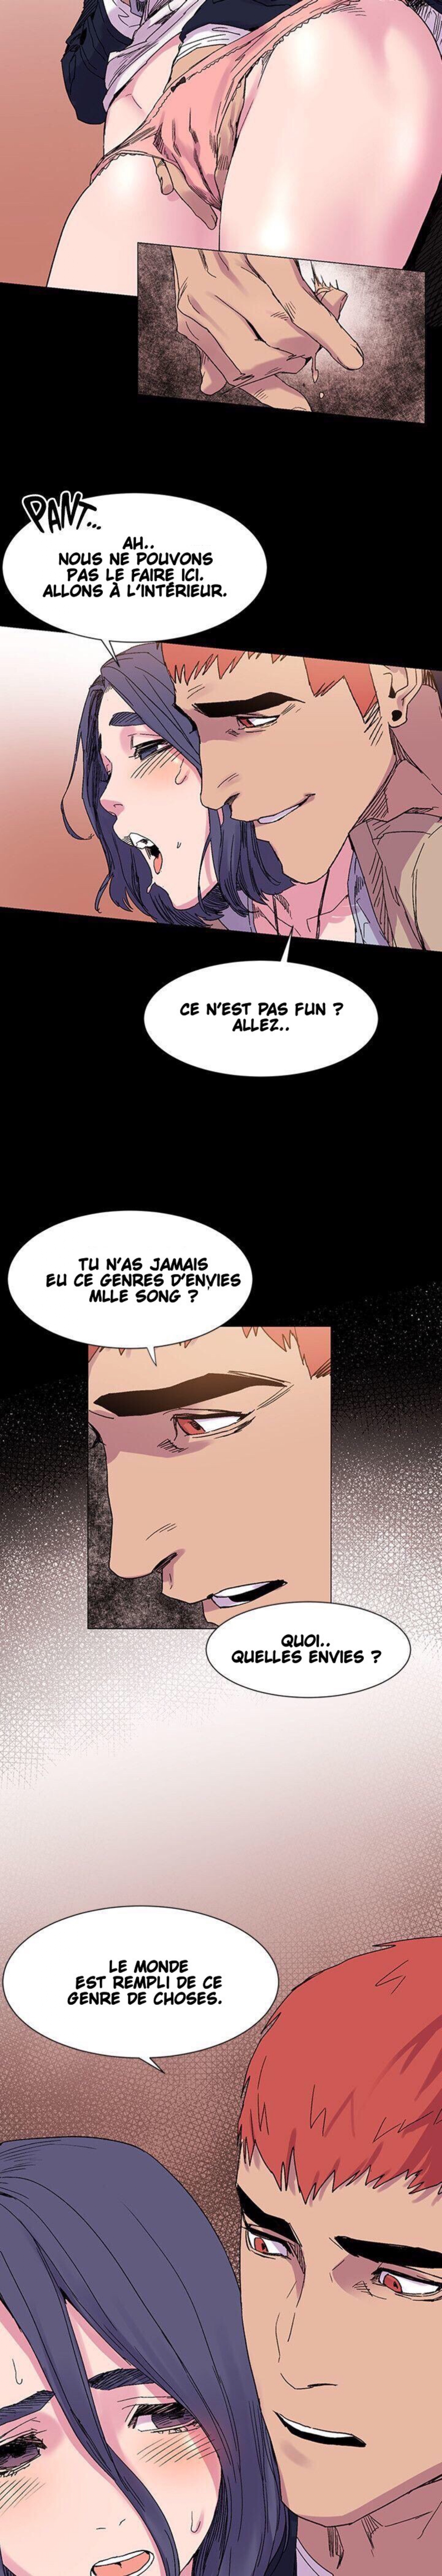 PANT...
AH..
NOUS NE POUVONS
PAS LE FAIRE ICI.
ALLONS À L'INTÉRIEUR.
CE N'EST PAS FUN ?
ALLEZ..
TU N'AS JAMAIS
EU CE GENRES D'ENVIES
MLLE SONG ?
QUOI..
QUELLES ENVIES ?
LE MONDE
EST REMPLI DE CE
GENRE DE CHOSES.